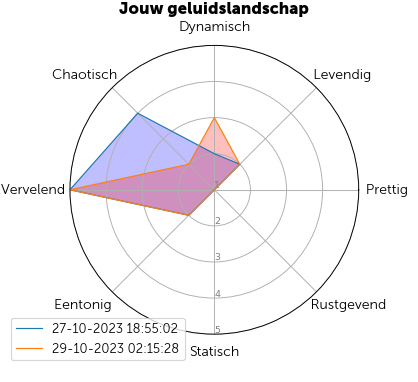 Jouw geluidslandschap
Dynamisch
Chaotisch
Levendig
Vervelend
1
Prettig
2
3
4
Eentonig
Rustgevend
5
Statisch
27-10-2023 18:55:02
29-10-2023 02:15:28